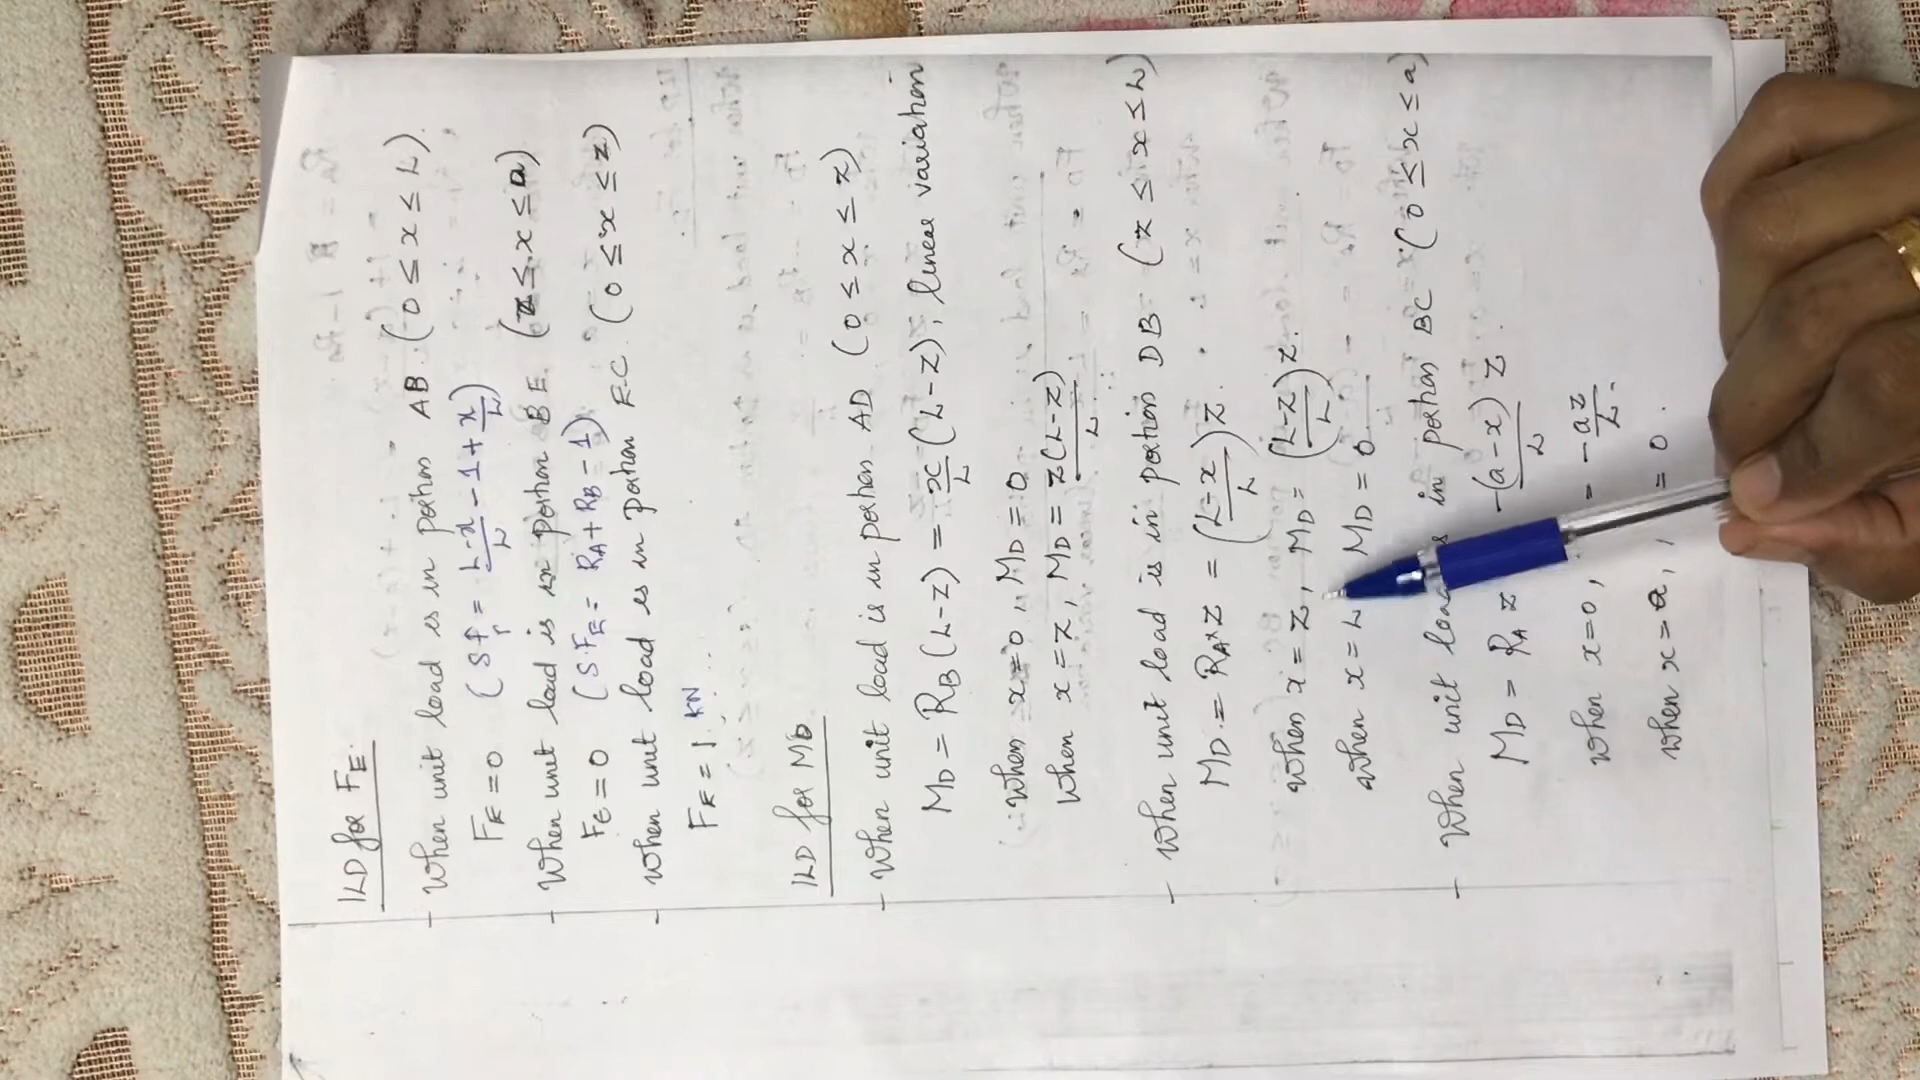 ILD for FE
- When unit load is in portion AB (0 ≤ x ≤ L).
FE = 0 (SF = L-x/L - 1 + x/L)
- When unit load is in portion BE (z ≤ x ≤ a)
FE = 0 (S.FE = RA + RB - 1)
- When unit load is in portion EC (0 ≤ x ≤ z)
FE = 1 KN
ILD for MD
- When unit load is in portion AD (0 ≤ x ≤ z)
MD = RB (L-z) = x/L (L-z); linear variation
When x=0, MD = 0
When x=z, MD = z(L-z)/L
- When unit load is in portion DB (z ≤ x ≤ L)
MD = RA×z = (L-x/L) z.
when x = z, MD = (L-z/L) z.
when x = L MD = 0
- When unit load in portion BC (0 ≤ x ≤ a)
MD = RA z -(a-x)/L z.
when x=0, = - az/L.
when x=a, = 0.